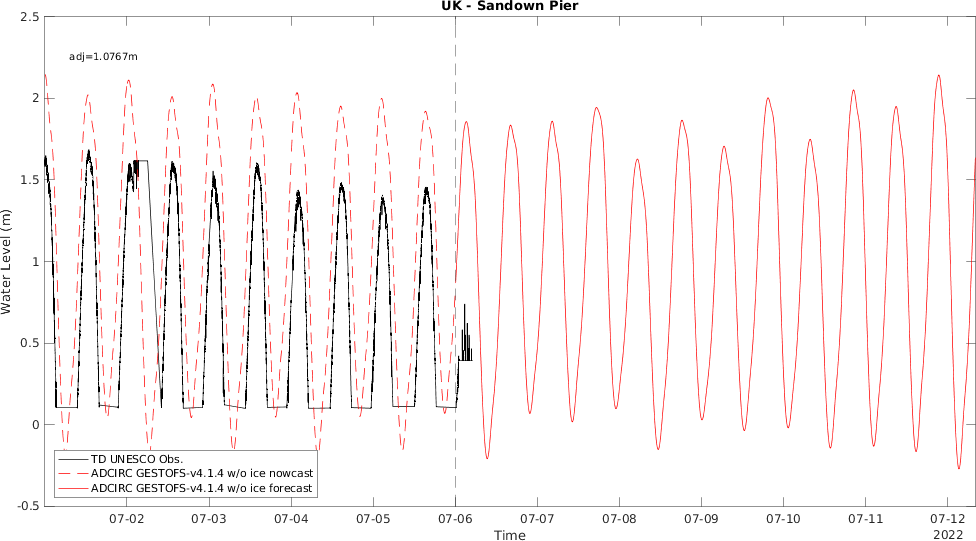 UK - Sandown Pier
adj=1.0767m
2.5
2
1.5
1
0.5
0
-0.5
Water Level (m)
TD UNESCO Obs.
ADCIRC GESTOFS-v4.1.4 w/o ice nowcast
ADCIRC GESTOFS-v4.1.4 w/o ice forecast
07-02 07-03 07-04 07-05 07-06 07-07 07-08 07-09 07-10 07-11 07-12
2022
Time